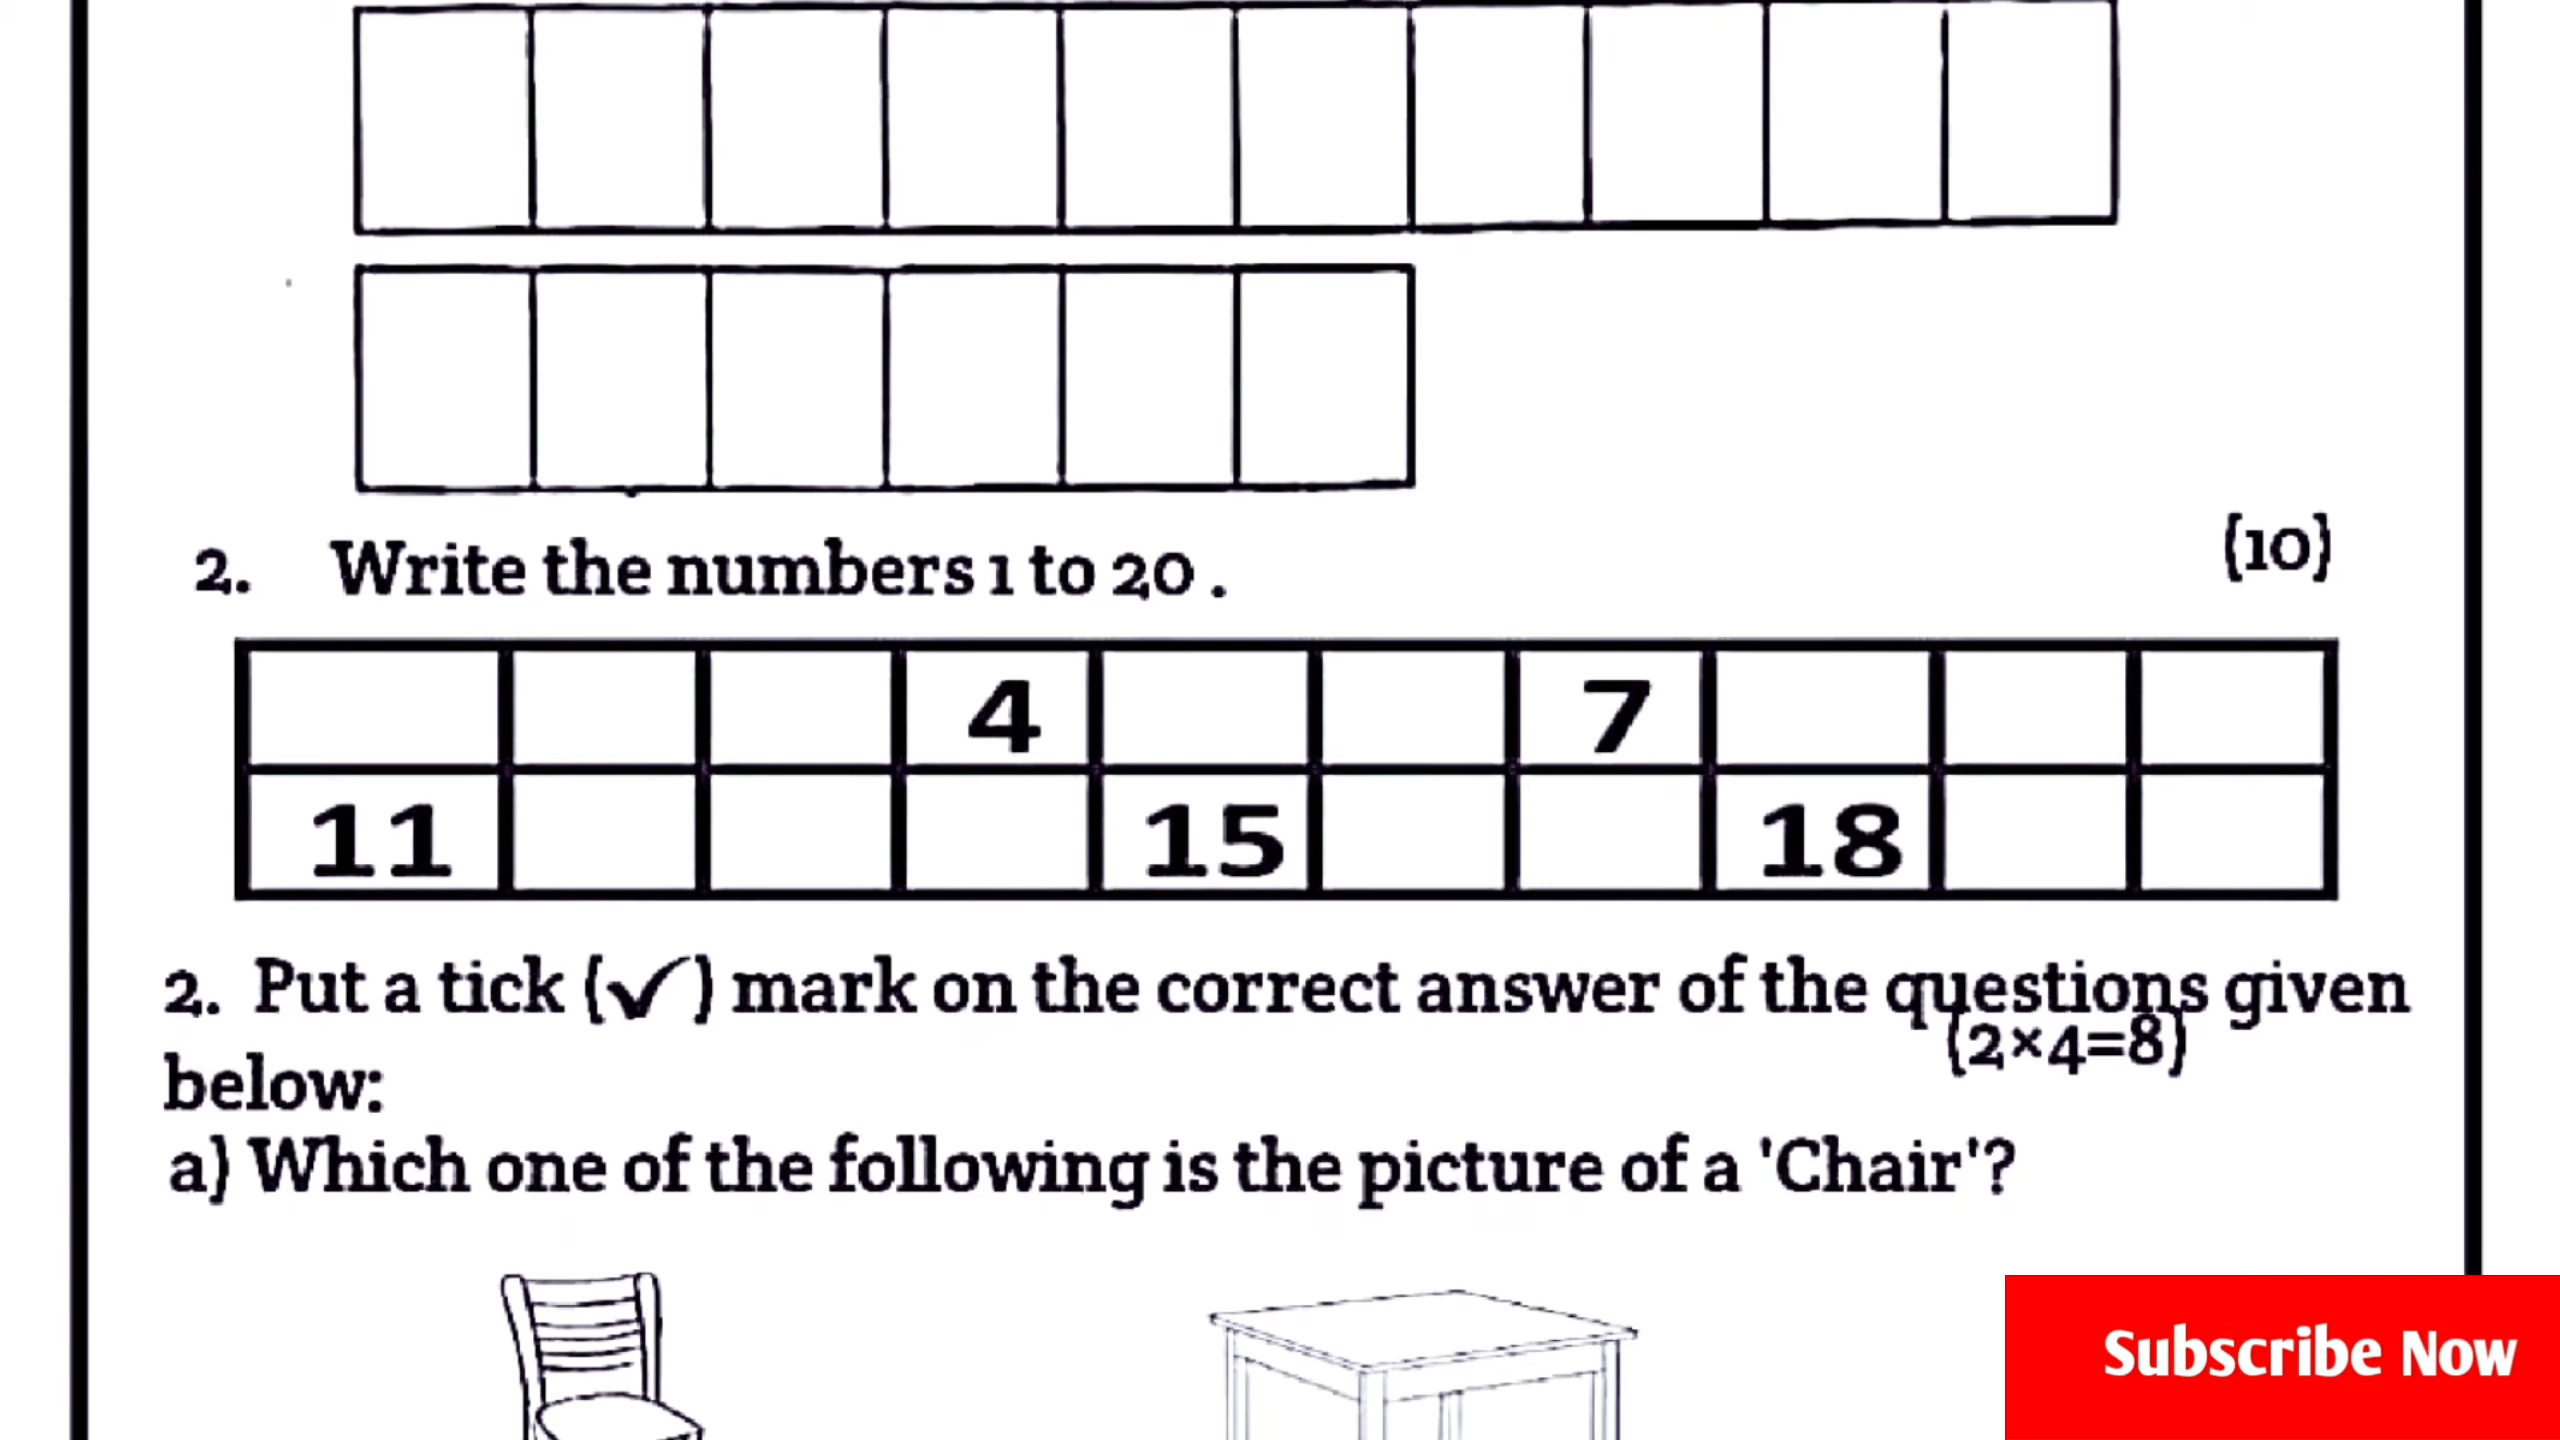 2. Write the numbers 1 to 20 . {10}
4 7
11 15 18
2. Put a tick (✓) mark on the correct answer of the questions given
(2×4=8)
below:
a) Which one of the following is the picture of a 'Chair'?
Subscribe Now